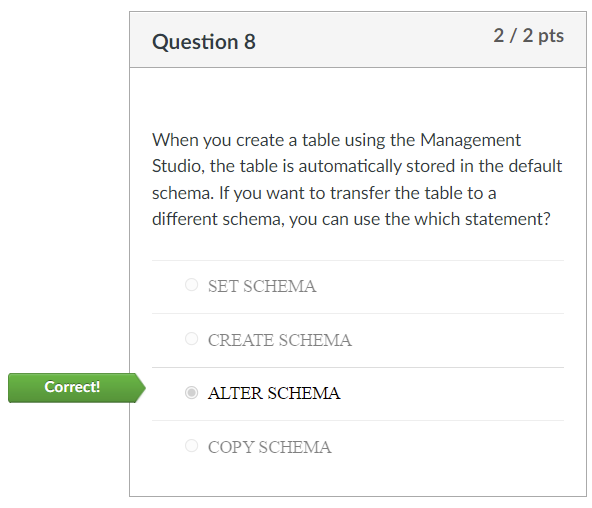 Question 8
2 / 2 pts
When you create a table using the Management
Studio, the table is automatically stored in the default
schema. If you want to transfer the table to a
different schema, you can use the which statement?
SET SCHEMA
CREATE SCHEMA
Correct!
ALTER SCHEMA
COPY SCHEMA